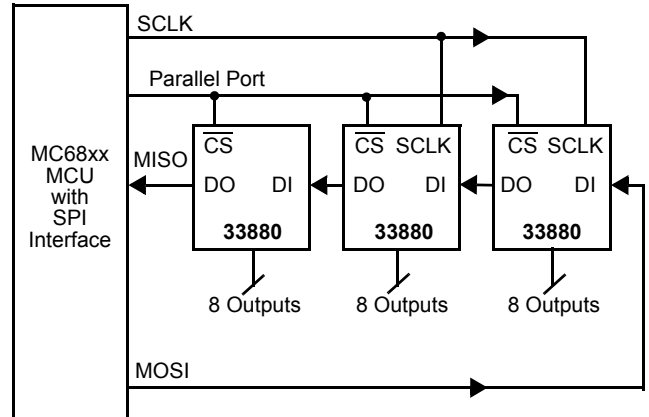 SCLK
Parallel Port
MC68xx
MCU
with
SPI
Interface
MISO
CS
DO DI
33880
8 Outputs
CS SCLK
DO DI
33880
8 Outputs
CS SCLK
DO DI
33880
8 Outputs
MOSI